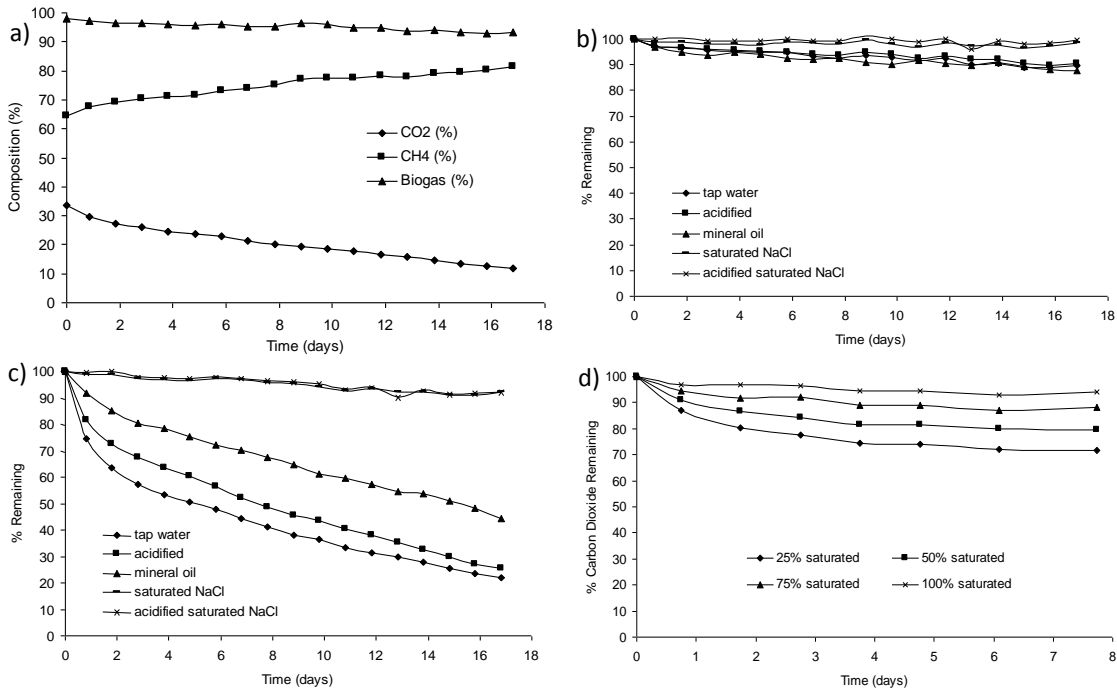 a)
Composition (%)
100
90
80
70
60
50
40
30
20
10
0
CO2 (%)
CH4 (%)
Biogas (%)
0 2 4 6 8 10 12 14 16 18
Time (days)
b)
% Remaining
100
90
80
70
60
50
40
30
20
10
0
tap water
acidified
mineral oil
saturated NaCl
acidified saturated NaCl
0 2 4 6 8 10 12 14 16 18
Time (days)
c)
% Remaining
100
90
80
70
60
50
40
30
20
10
0
tap water
acidified
mineral oil
saturated NaCl
acidified saturated NaCl
0 2 4 6 8 10 12 14 16 18
Time (days)
d)
% Carbon Dioxide Remaining
100
90
80
70
60
50
40
30
20
10
0
25% saturated 50% saturated
75% saturated 100% saturated
0 1 2 3 4 5 6 7 8
Time (days)